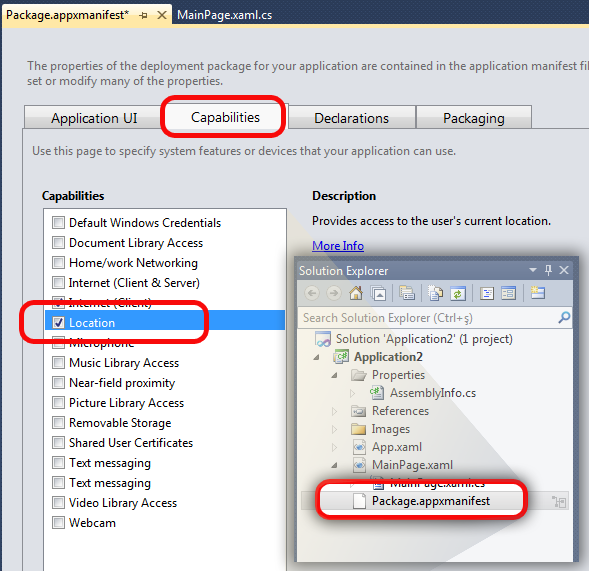 Package.appxmanifest*
MainPage.xaml.cs
The properties of the deployment package for your application are contained in the application manifest fil
set or modify many of the properties.
Application UI
Capabilities
Declarations
Packaging
Use this page to specify system features or devices that your application can use.
Capabilities
Default Windows Credentials
Document Library Access
Home/work Networking
Internet (Client & Server)
Internet (Client)
Location
Microphone
Music Library Access
Near-field proximity
Picture Library Access
Removable Storage
Shared User Certificates
Text messaging
Text messaging
Video Library Access
Webcam
Description
Provides access to the user's current location.
More Info
Solution Explorer
Search Solution Explorer (Ctrl+ş)
Solution 'Application2' (1 project)
Application2
Properties
AssemblyInfo.cs
References
Images
App.xaml
MainPage.xaml
MainPage.xaml.cs
Package.appxmanifest